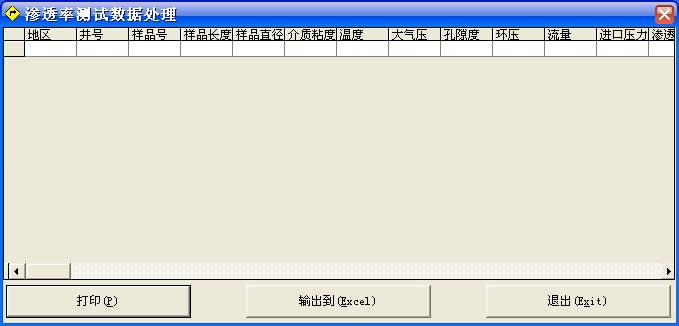 渗透率测试数据处理
地区 井号 样品号 样品长度 样品直径 介质粘度 温度 大气压 孔隙度 环压 流量 进口压力 渗透
打印(P) 输出到(Excel) 退出(Exit)